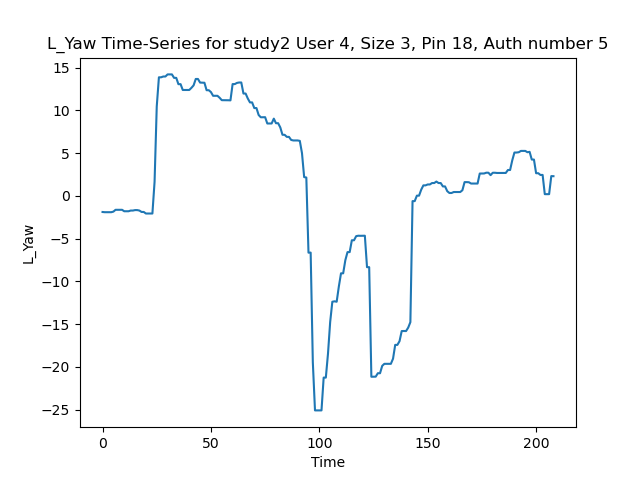 L_Yaw Time-Series for study2 User 4, Size 3, Pin 18, Auth number 5
15
10
5
0
−5
−10
−15
−20
−25
L_Yaw
0 50 100 150 200
Time